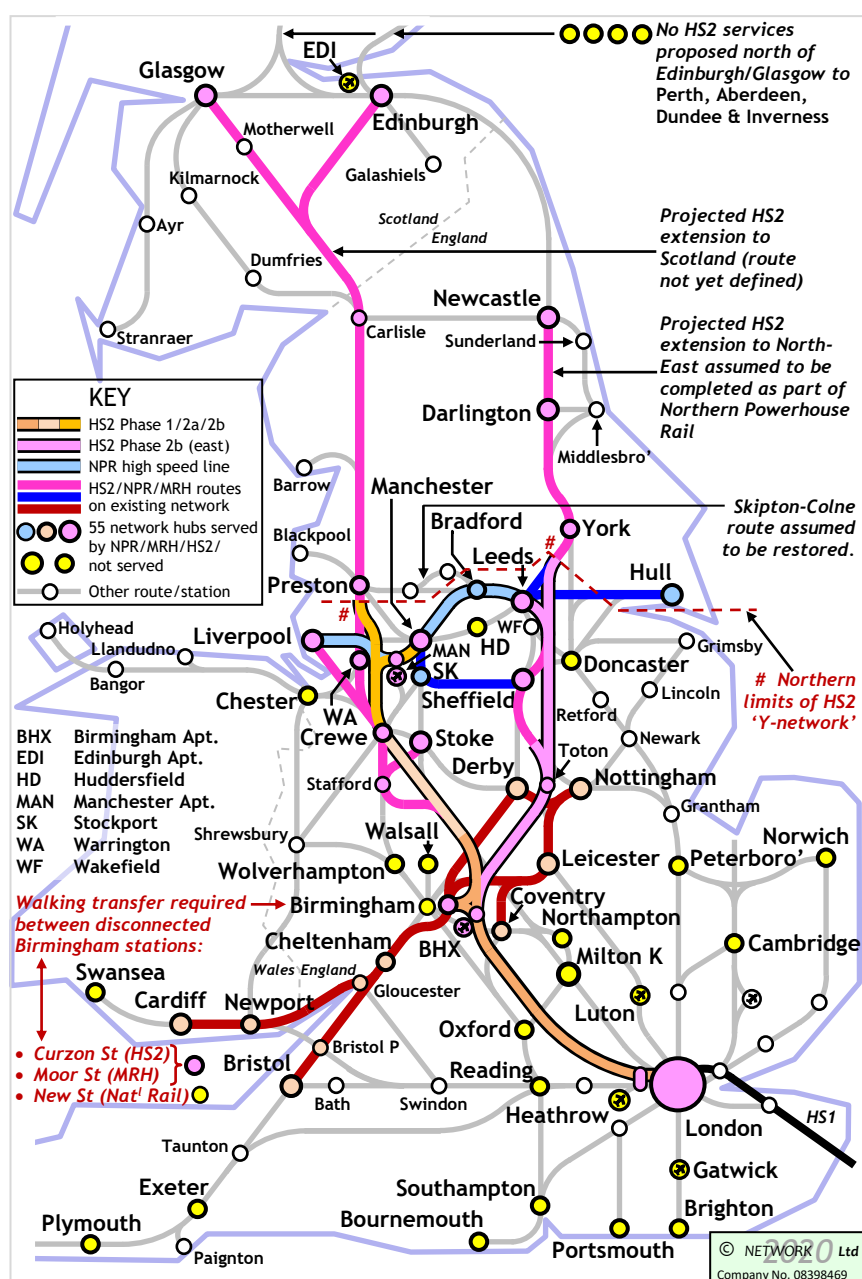 No HS2 services
proposed north of
Edinburgh/Glasgow to
Perth, Aberdeen,
Dundee & Inverness
EDI
Glasgow
Edinburgh
Motherwell
Kilmarnock
Galashiels
Ayr
Scotland
England
Dumfries
Projected HS2
extension to
Scotland (route
not yet defined)
Newcastle
Carlisle
Stranraer
Sunderland
Projected HS2
extension to North-
East assumed to be
completed as part of
Northern Powerhouse
Rail
Darlington
Middlesbro'
KEY
HS2 Phase 1/2a/2b
HS2 Phase 2b (east)
NPR high speed line
HS2/NPR/MRH routes
on existing network
55 network hubs served
by NPR/MRH/HS2/
not served
Other route/station
Barrow
Manchester
Blackpool
Bradford
Skipton-Colne
route assumed
to be restored.
York
Leeds
#
Hull
Preston
#
Holyhead
Llandudno
Bangor
Liverpool
MAN
SK
HD
WF
Doncaster
Grimsby
Chester
WA
Sheffield
Lincoln
Retford
# Northern
limits of HS2
'Y-network'
Crewe
Stoke
Newark
Toton
Derby
Nottingham
Stafford
Grantham
BHX Birmingham Apt.
EDI Edinburgh Apt.
HD Huddersfield
MAN Manchester Apt.
SK Stockport
WA Warrington
WF Wakefield
Shrewsbury
Walsall
Wolverhampton
Leicester
Peterboro'
Norwich
Walking transfer required
between disconnected
Birmingham stations:
Birmingham
BHX
Coventry
Northampton
Milton K
Cambridge
Cheltenham
Wales England
Gloucester
Swansea
Cardiff
Newport
Luton
Oxford
• Curzon St (HS2)
• Moor St (MRH)
• New St (Natl Rail)
Bristol P
Bristol
Bath
Swindon
Reading
Heathrow
London
HS1
Taunton
Gatwick
Exeter
Southampton
Brighton
Plymouth
Paignton
Bournemouth
Portsmouth
© NETWORK 2020 Ltd
Company No. 08398469